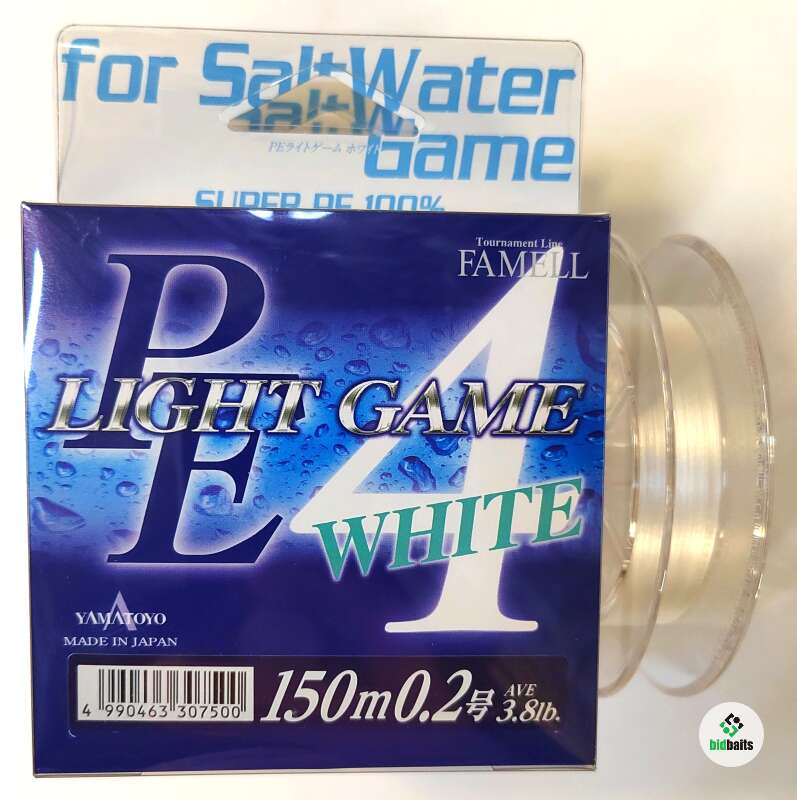 for SaltWater
SaltW
Game
PEライトゲーム ホワイト
SUPER PE 100%
Tournament Line
FAMELL
PE
4
LIGHT GAME
WHITE
YAMATOYO
MADE IN JAPAN
4 990463 307500
150m 0.2号 AVE 3.8lb.
bidbaits